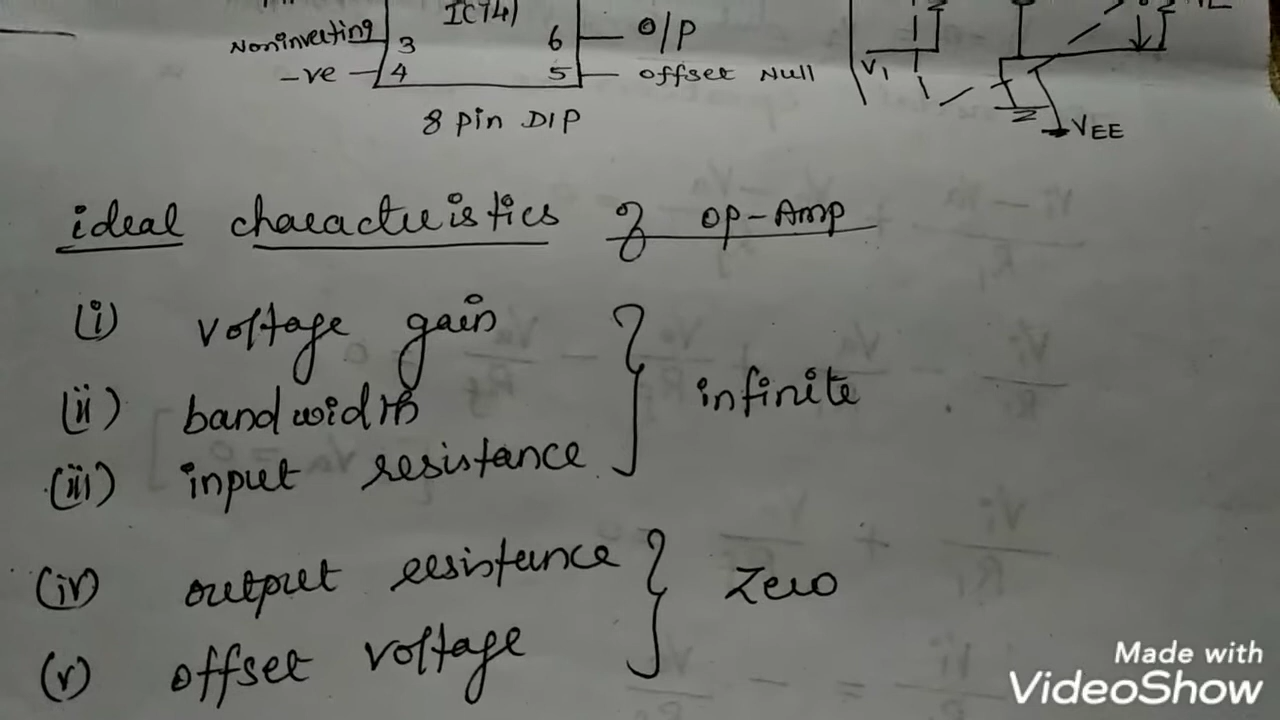 IC741
Noninverting 3 6 O/P
-ve 4 5 offset Null
8 pin DIP
V1
VEE
ideal characteristics of Op-Amp
(i) voltage gain
(ii) bandwidth
infinite
(iii) input resistance
(iv) output resistance
Zero
(v) offset voltage
Made with
VideoShow